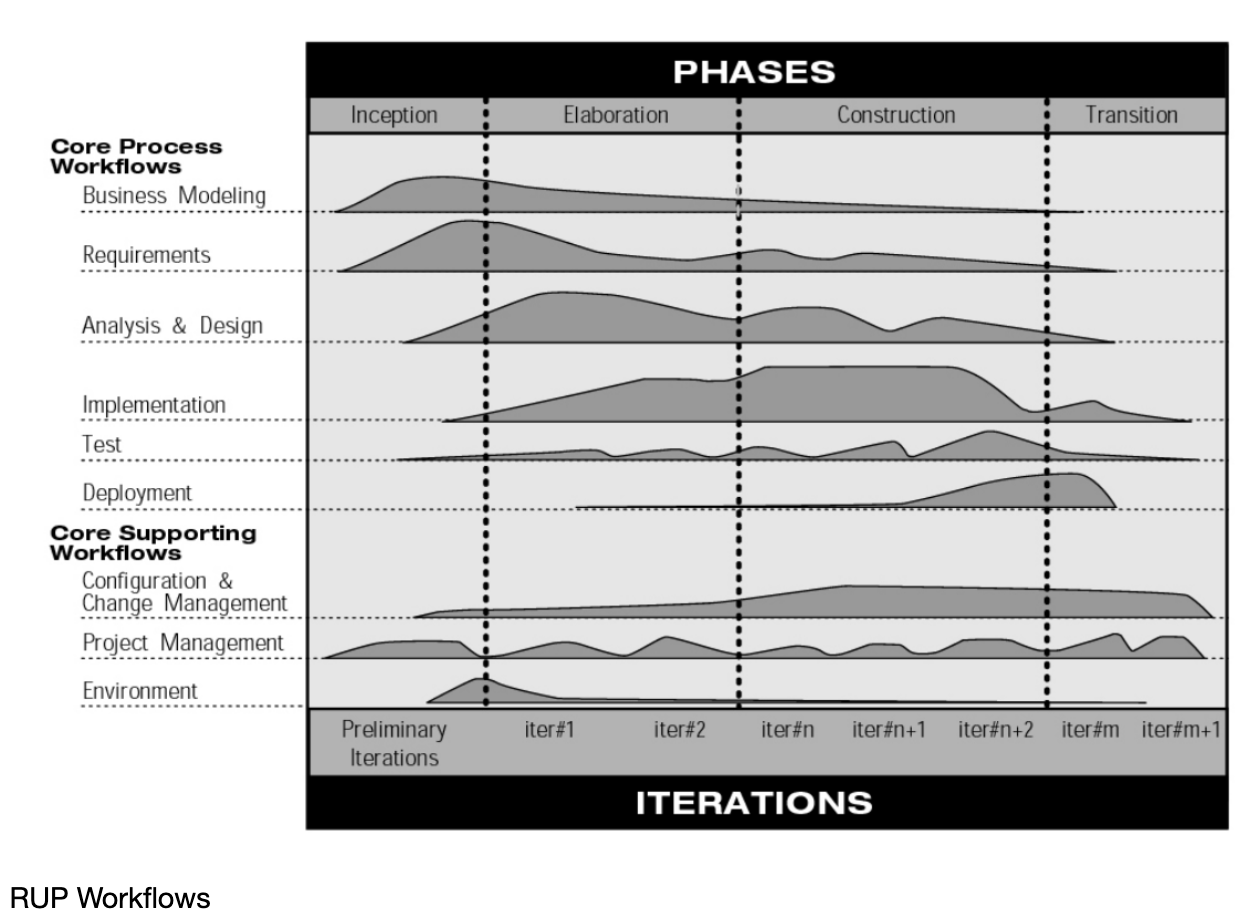 PHASES
Inception Elaboration Construction Transition
Core Process
Workflows
Business Modeling
Requirements
Analysis & Design
Implementation
Test
Deployment
Core Supporting
Workflows
Configuration &
Change Management
Project Management
Environment
Preliminary iter#1 iter#2 iter#n iter#n+1 iter#n+2 iter#m iter#m+1
Iterations
ITERATIONS
RUP Workflows